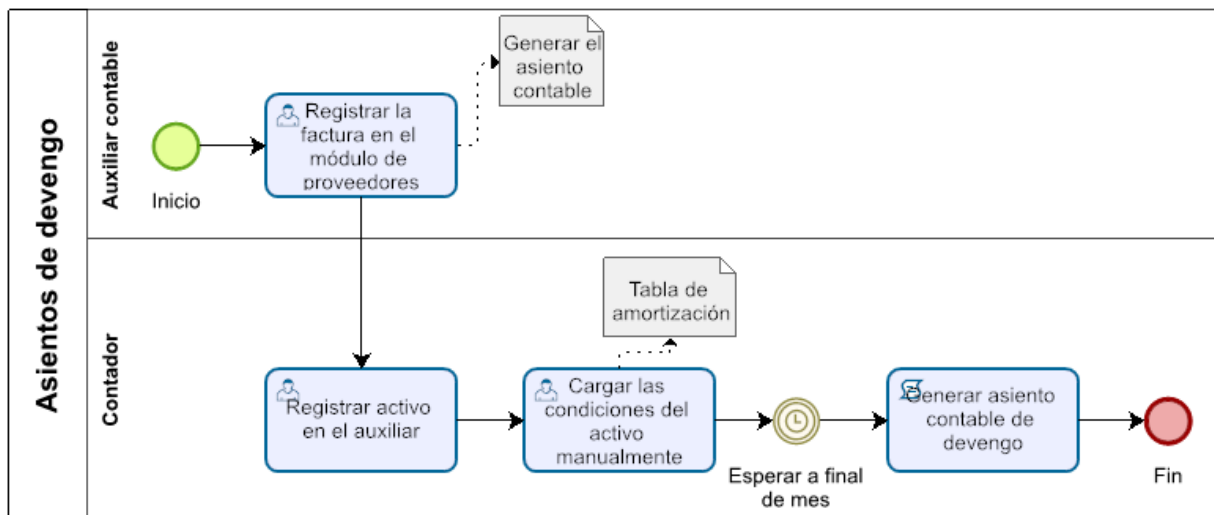 Asientos de devengo
Auxiliar contable
Inicio
Registrar la
factura en el
módulo de
proveedores
Generar el
asiento
contable
Contador
Registrar activo
en el auxiliar
Cargar las
condiciones del
activo
manualmente
Tabla de
amortización
Esperar a final
de mes
Generar asiento
contable de
devengo
Fin